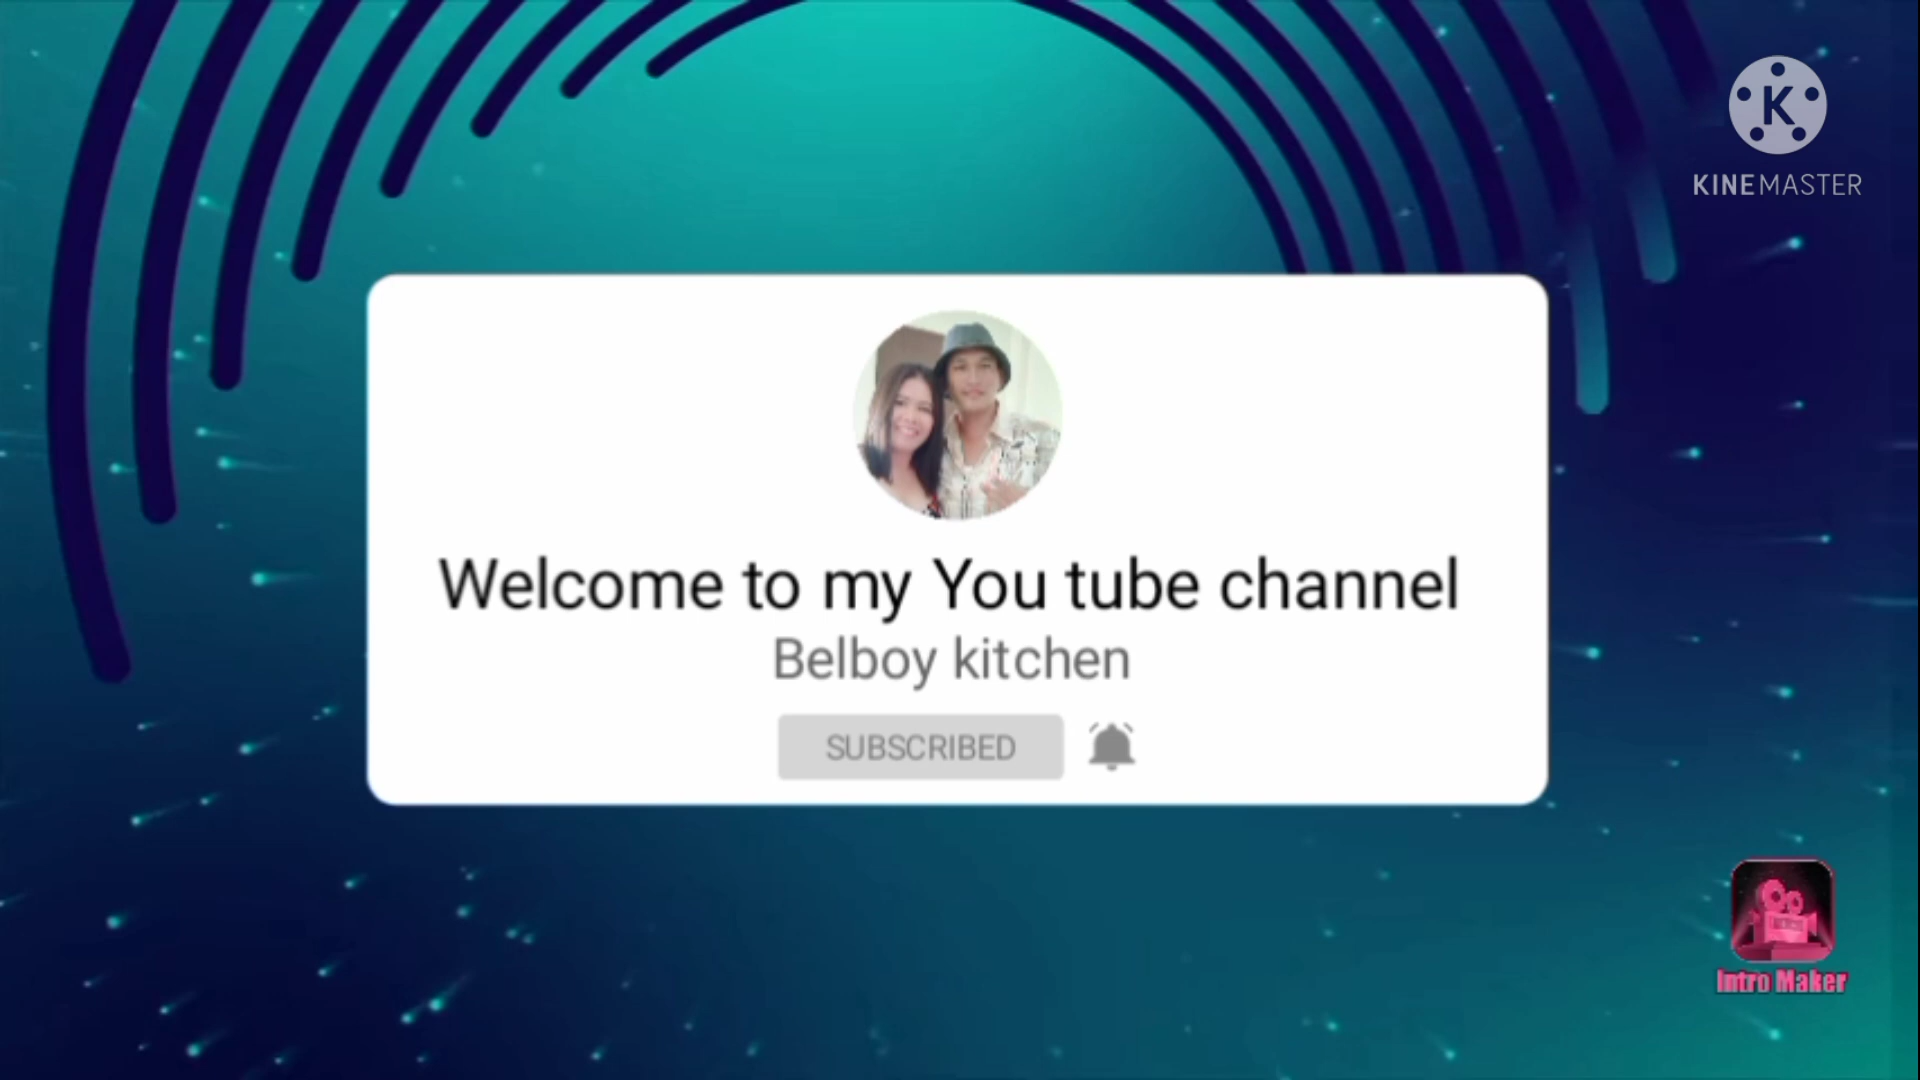 K
KINEMASTER
Welcome to my You tube channel
Belboy kitchen
SUBSCRIBED
Intro Maker